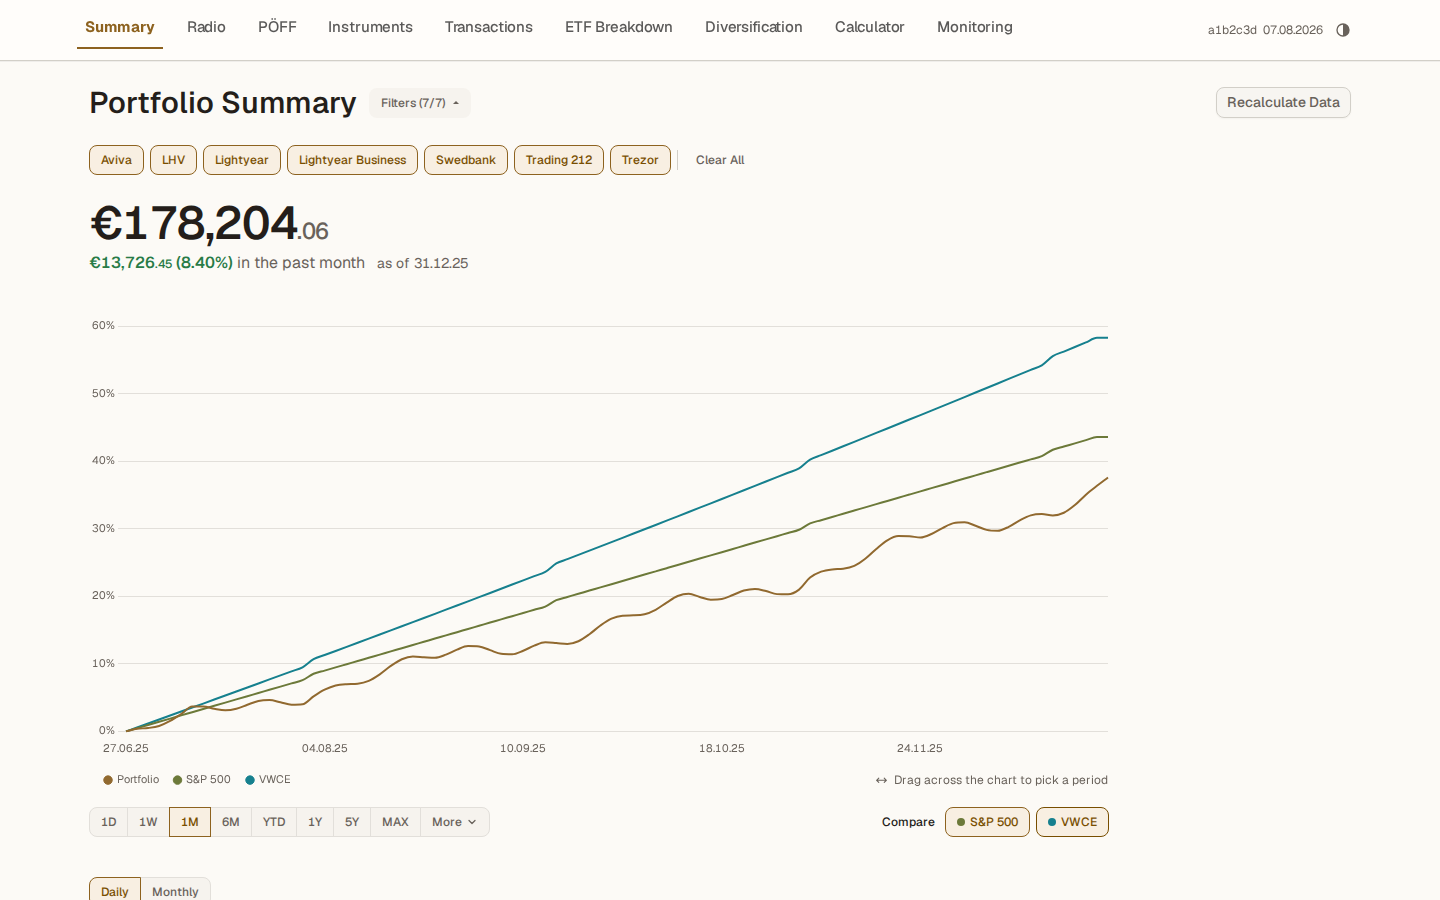 Summary Radio PÖFF Instruments Transactions ETF Breakdown Diversification Calculator Monitoring a1b2c3d 07.08.2026
Portfolio Summary Filters (7/7) Recalculate Data
Aviva LHV Lightyear Lightyear Business Swedbank Trading 212 Trezor Clear All
€178,204.06
€13,726.45 (8.40%) in the past month as of 31.12.25
60%
50%
40%
30%
20%
10%
0%
27.06.25 04.08.25 10.09.25 18.10.25 24.11.25
Portfolio S&P 500 VWCE Drag across the chart to pick a period
1D 1W 1M 6M YTD 1Y 5Y MAX More Compare S&P 500 VWCE
Daily Monthly